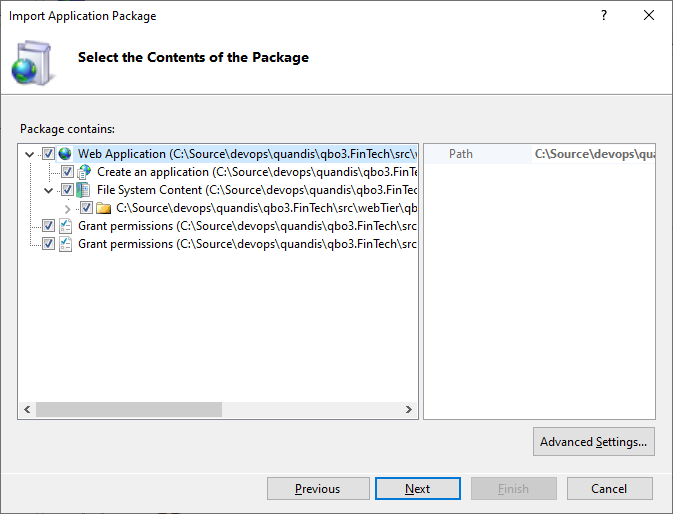 Import Application Package
?
Select the Contents of the Package
Package contains:
Web Application (C:\Source\devops\quandis\qbo3.FinTech\src\w
Create an application (C:\Source\devops\quandis\qbo3.FinTe
File System Content (C:\Source\devops\quandis\qbo3.FinTech
C:\Source\devops\quandis\qbo3.FinTech\src\webTier\qb
Grant permissions (C:\Source\devops\quandis\qbo3.FinTech\src
Grant permissions (C:\Source\devops\quandis\qbo3.FinTech\src
Path C:\Source\devops\qua
Advanced Settings...
Previous Next Finish Cancel